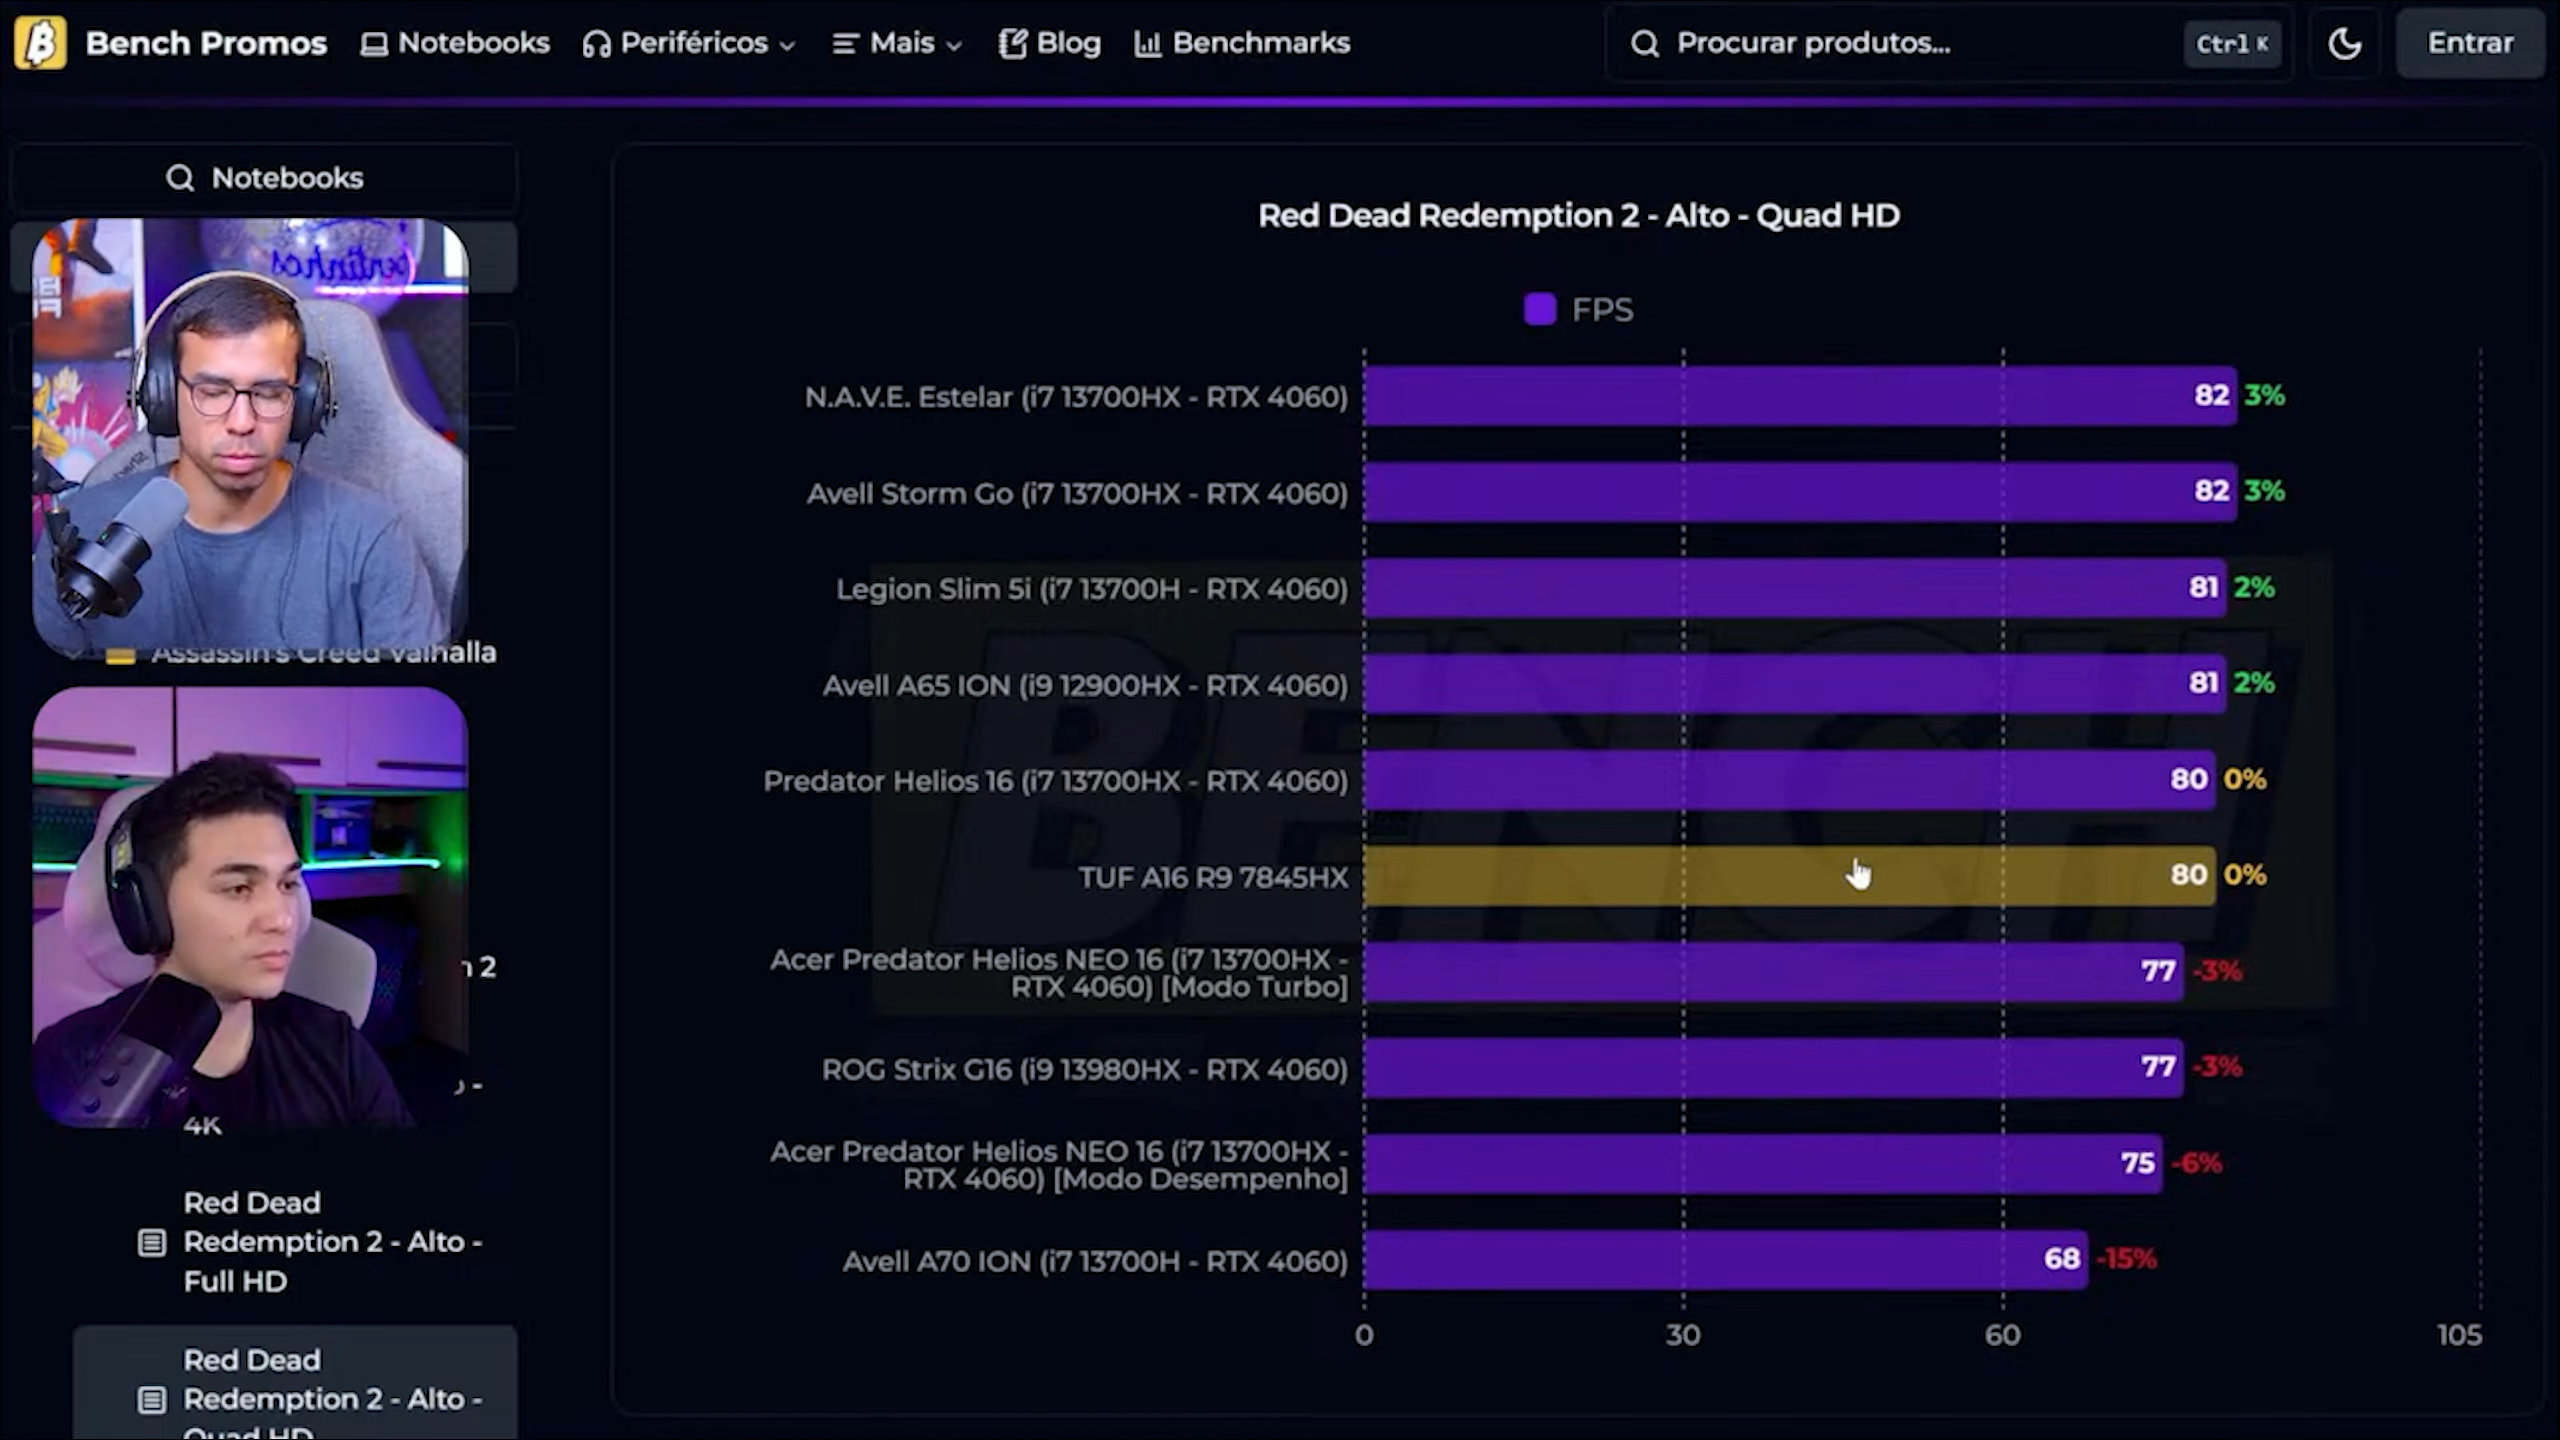 Bench Promos
Notebooks
Periféricos
Mais
Blog
Benchmarks
Procurar produtos...
Ctrl K
Entrar
Notebooks
Assassin's Creed Valhalla
n 2
4K
Red Dead
Redemption 2 - Alto -
Full HD
Red Dead
Redemption 2 - Alto -
Quad HD
Red Dead Redemption 2 - Alto - Quad HD
FPS
N.A.V.E. Estelar (i7 13700HX - RTX 4060)
82 3%
Avell Storm Go (i7 13700HX - RTX 4060)
82 3%
Legion Slim 5i (i7 13700H - RTX 4060)
81 2%
Avell A65 ION (i9 12900HX - RTX 4060)
81 2%
Predator Helios 16 (i7 13700HX - RTX 4060)
80 0%
TUF A16 R9 7845HX
80 0%
Acer Predator Helios NEO 16 (i7 13700HX -
RTX 4060) [Modo Turbo]
77 -3%
ROG Strix G16 (i9 13980HX - RTX 4060)
77 -3%
Acer Predator Helios NEO 16 (i7 13700HX -
RTX 4060) [Modo Desempenho]
75 -6%
Avell A70 ION (i7 13700H - RTX 4060)
68 -15%
0 30 60 105
BENCH